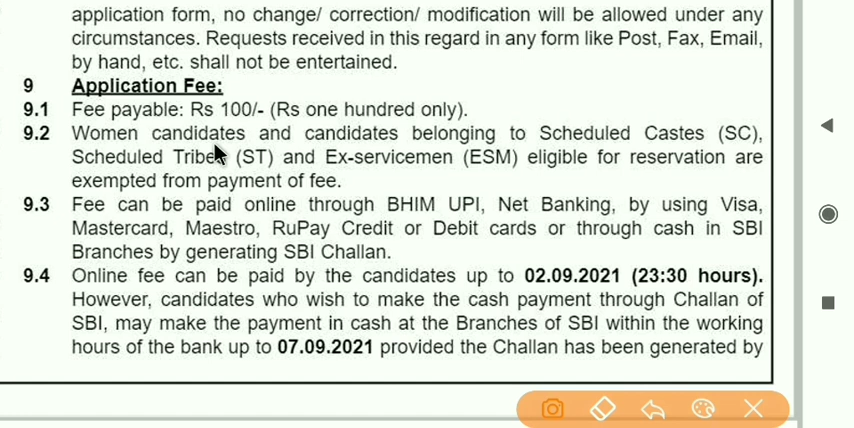 application form, no change/ correction/ modification will be allowed under any
circumstances. Requests received in this regard in any form like Post, Fax, Email,
by hand, etc. shall not be entertained.
9 Application Fee:
9.1 Fee payable: Rs 100/- (Rs one hundred only).
9.2 Women candidates and candidates belonging to Scheduled Castes (SC),
Scheduled Tribes (ST) and Ex-servicemen (ESM) eligible for reservation are
exempted from payment of fee.
9.3 Fee can be paid online through BHIM UPI, Net Banking, by using Visa,
Mastercard, Maestro, RuPay Credit or Debit cards or through cash in SBI
Branches by generating SBI Challan.
9.4 Online fee can be paid by the candidates up to 02.09.2021 (23:30 hours).
However, candidates who wish to make the cash payment through Challan of
SBI, may make the payment in cash at the Branches of SBI within the working
hours of the bank up to 07.09.2021 provided the Challan has been generated by